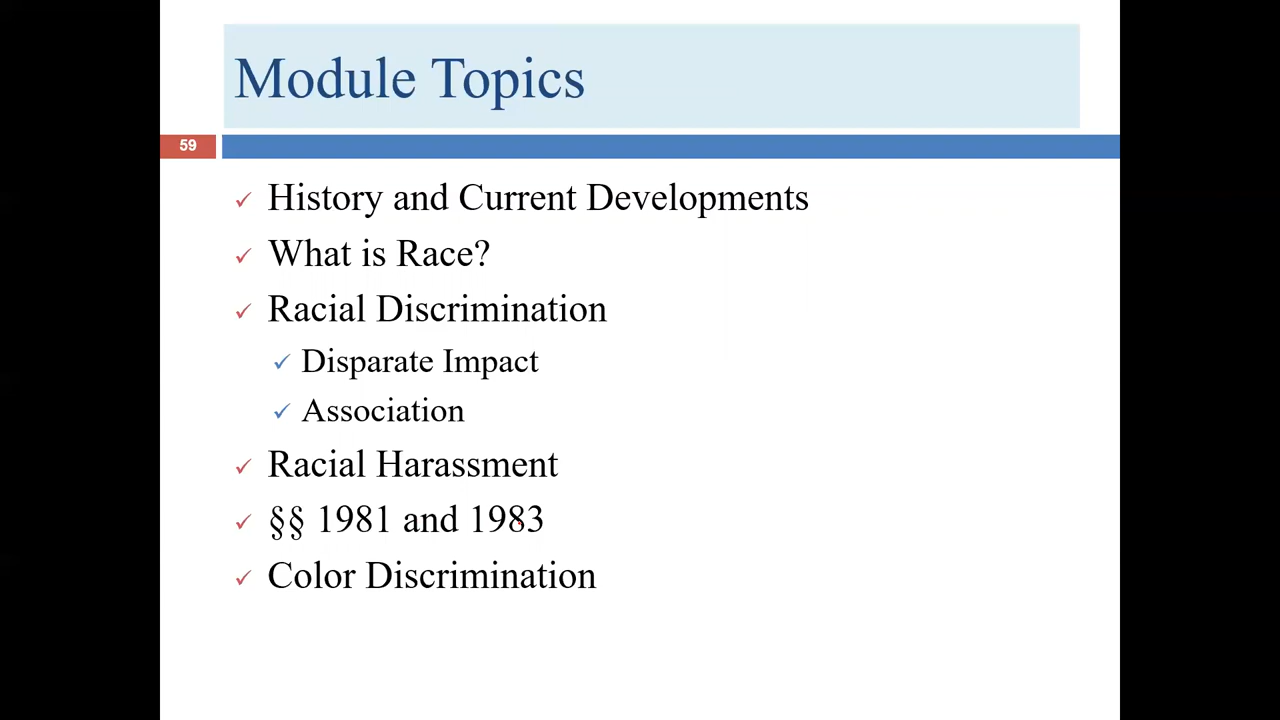 Module Topics
59
History and Current Developments
What is Race?
Racial Discrimination
Disparate Impact
Association
Racial Harassment
§§ 1981 and 1983
Color Discrimination